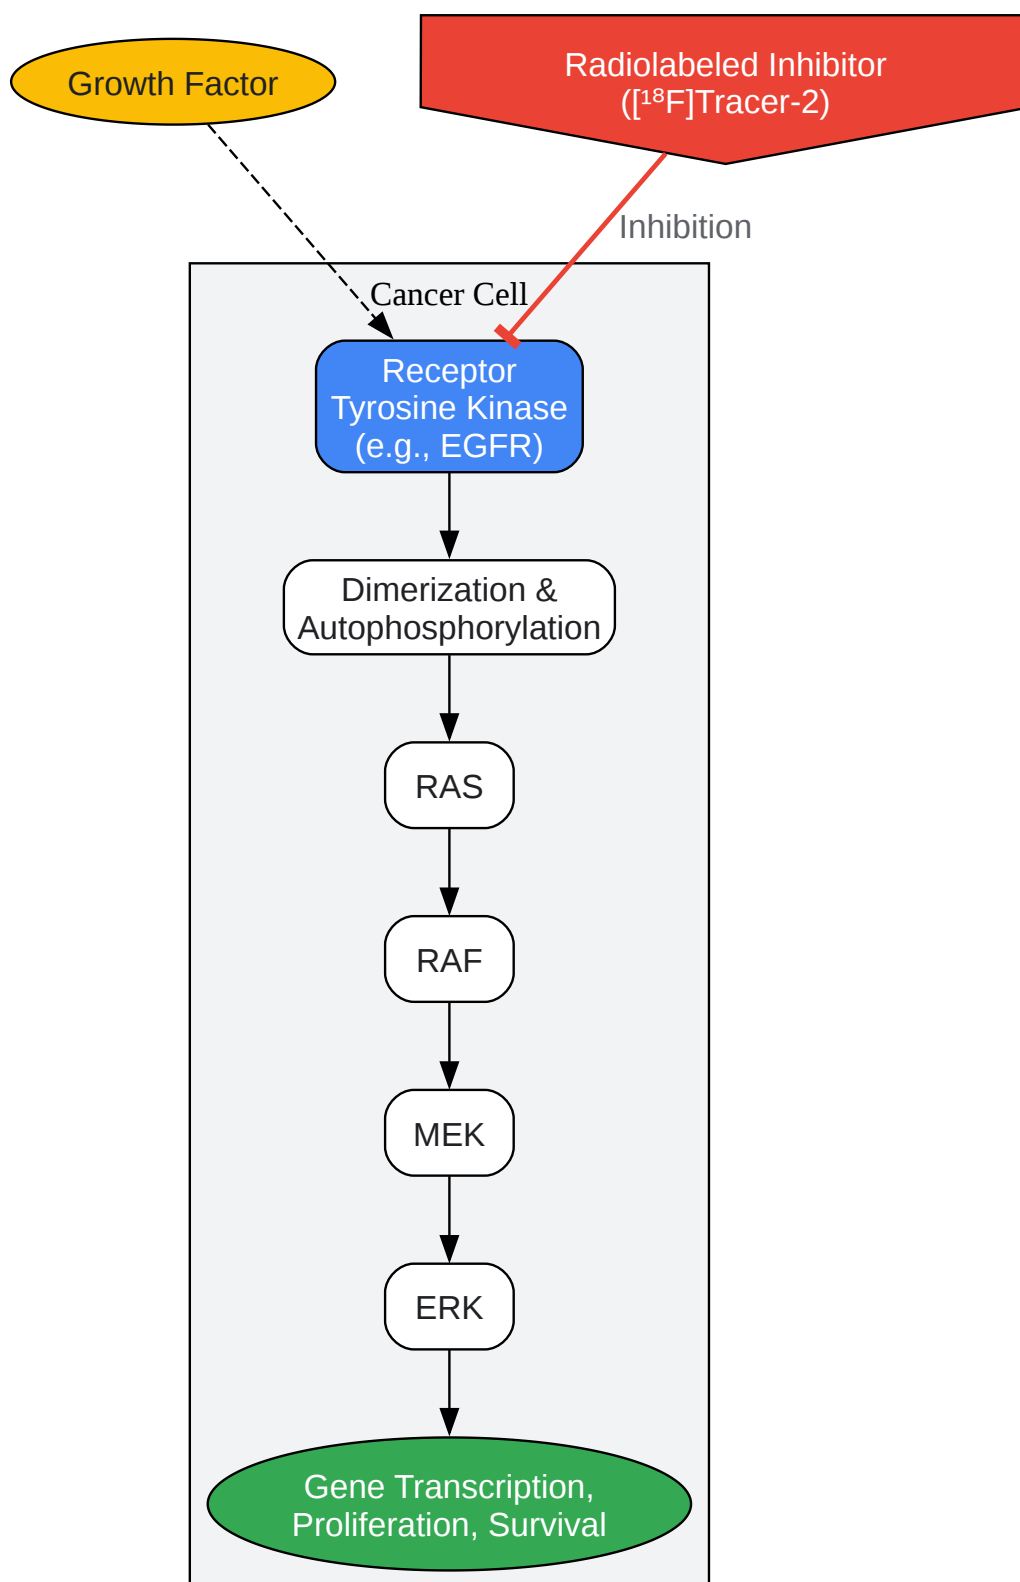 Growth Factor
Radiolabeled Inhibitor
([¹⁸F]Tracer-2)
Inhibition
Cancer Cell
Receptor
Tyrosine Kinase
(e.g., EGFR)
Dimerization &
Autophosphorylation
RAS
RAF
MEK
ERK
Gene Transcription,
Proliferation, Survival